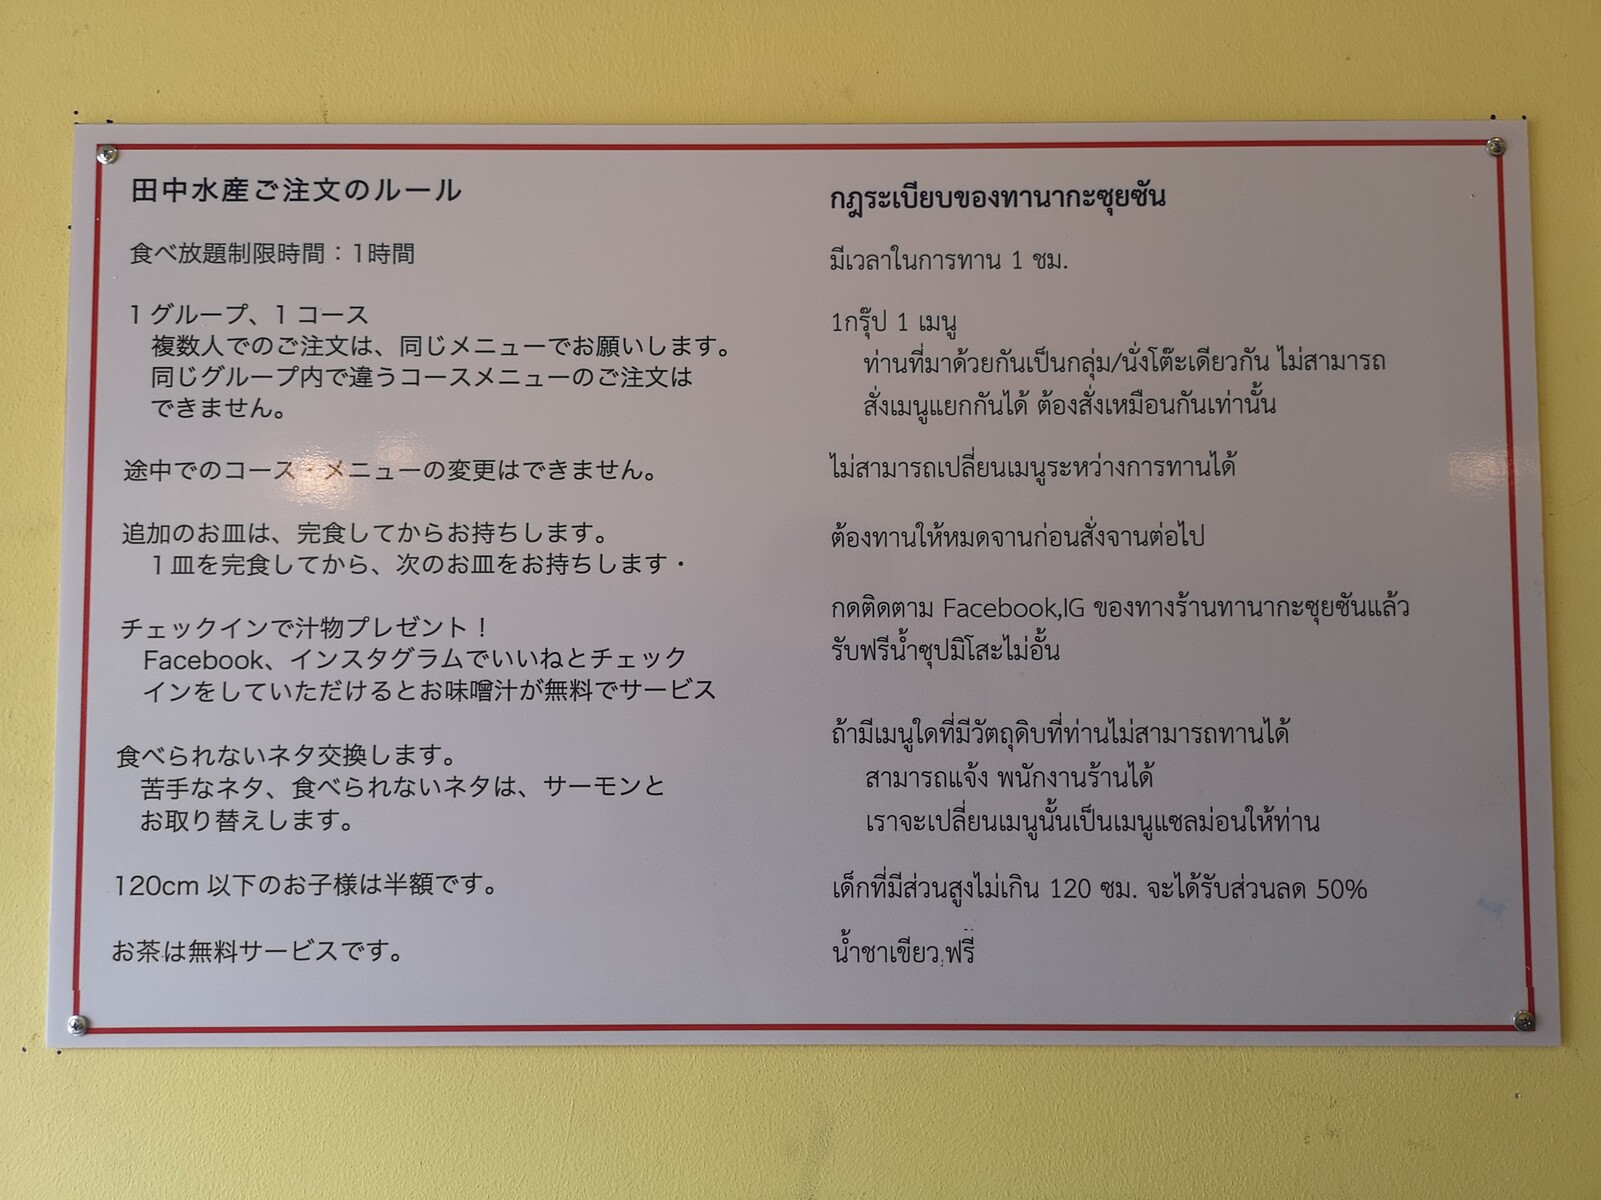 田中水産ご注文のルール
食べ放題制限時間：1時間
1 グループ、1 コース
複数人でのご注文は、同じメニューでお願いします。
同じグループ内で違うコースメニューのご注文は
できません。
途中でのコース・メニューの変更はできません。
追加のお皿は、完食してからお持ちします。
1 皿を完食してから、次のお皿をお持ちします・
チェックインで汁物プレゼント！
Facebook、インスタグラムでいいねとチェック
インをしていただけるとお味噌汁が無料でサービス
食べられないネタ交換します。
苦手なネタ、食べられないネタは、サーモンと
お取り替えします。
120cm 以下のお子様は半額です。
お茶は無料サービスです。
กฎระเบียบของทานากะซุยซัน
มีเวลาในการทาน 1 ชม.
1กรุ๊ป 1 เมนู
ท่านที่มาด้วยกันเป็นกลุ่ม/นั่งโต๊ะเดียวกัน ไม่สามารถ
สั่งเมนูแยกกันได้ ต้องสั่งเหมือนกันเท่านั้น
ไม่สามารถเปลี่ยนเมนูระหว่างการทานได้
ต้องทานให้หมดจานก่อนสั่งจานต่อไป
กดติดตาม Facebook,IG ของทางร้านทานากะซุยซันแล้ว
รับฟรีน้ำซุปมิโสะไม่อั้น
ถ้ามีเมนูใดที่มีวัตถุดิบที่ท่านไม่สามารถทานได้
สามารถแจ้ง พนักงานร้านได้
เราจะเปลี่ยนเมนูนั้นเป็นเมนูแซลม่อนให้ท่าน
เด็กที่มีส่วนสูงไม่เกิน 120 ซม. จะได้รับส่วนลด 50%
น้ำชาเขียว ฟรี